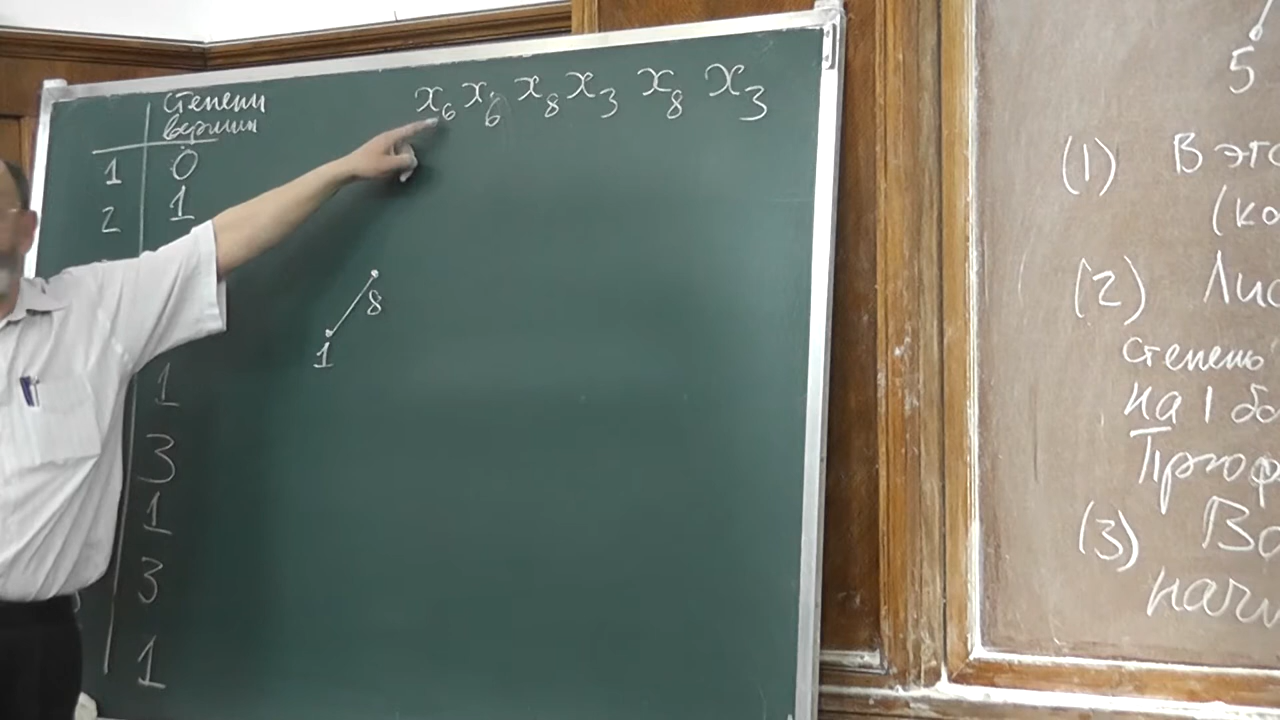 Степени
вершин
1 0
2 1
1
3
1
3
1
x₆ x₆ x₈ x₃ x₈ x₃
8
1
5
(1) В это
(ко
(2) Лис
степень
на 1 бо
Прюф
(3) Во
начи